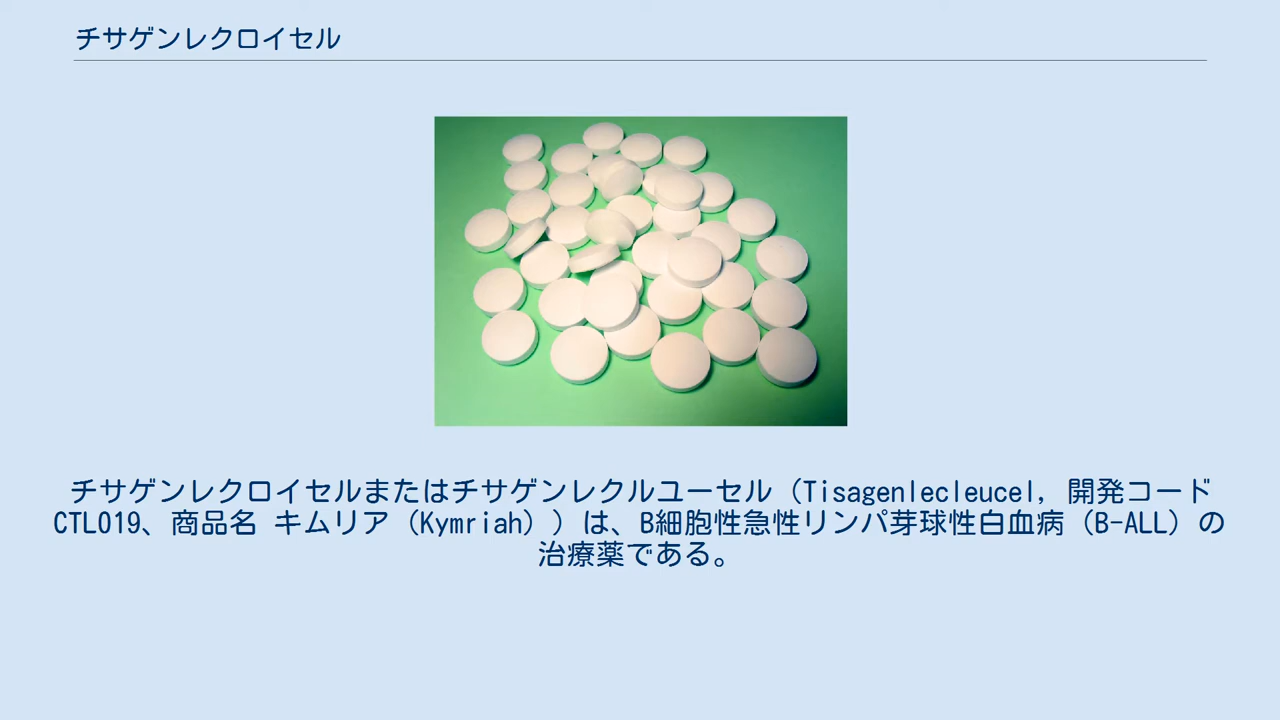 チサゲンレクロイセル
チサゲンレクロイセルまたはチサゲンレクルユーセル（Tisagenlecleucel, 開発コード
CTL019、商品名 キムリア（Kymriah））は、B細胞性急性リンパ芽球性白血病（B-ALL）の
治療薬である。